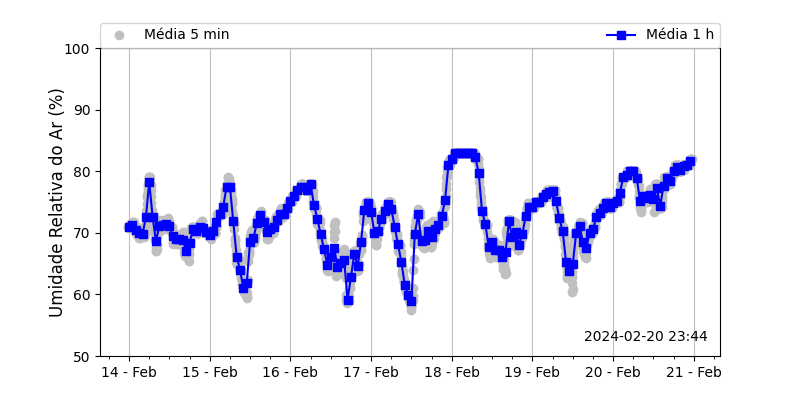 Média 5 min Média 1 h
Umidade Relativa do Ar (%)
100
90
80
70
60
50
2024-02-20 23:44
14 - Feb 15 - Feb 16 - Feb 17 - Feb 18 - Feb 19 - Feb 20 - Feb 21 - Feb